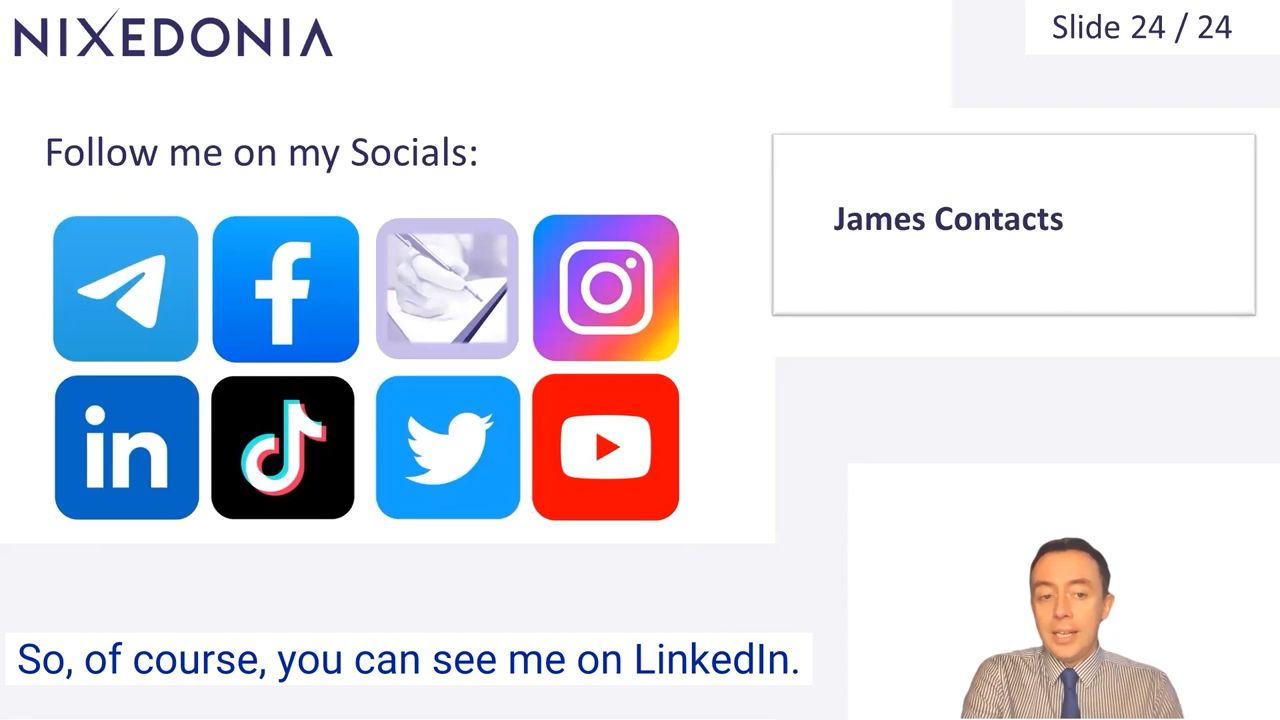 NIXEDONIA
Slide 24 / 24
Follow me on my Socials:
James Contacts
f
in
So, of course, you can see me on LinkedIn.